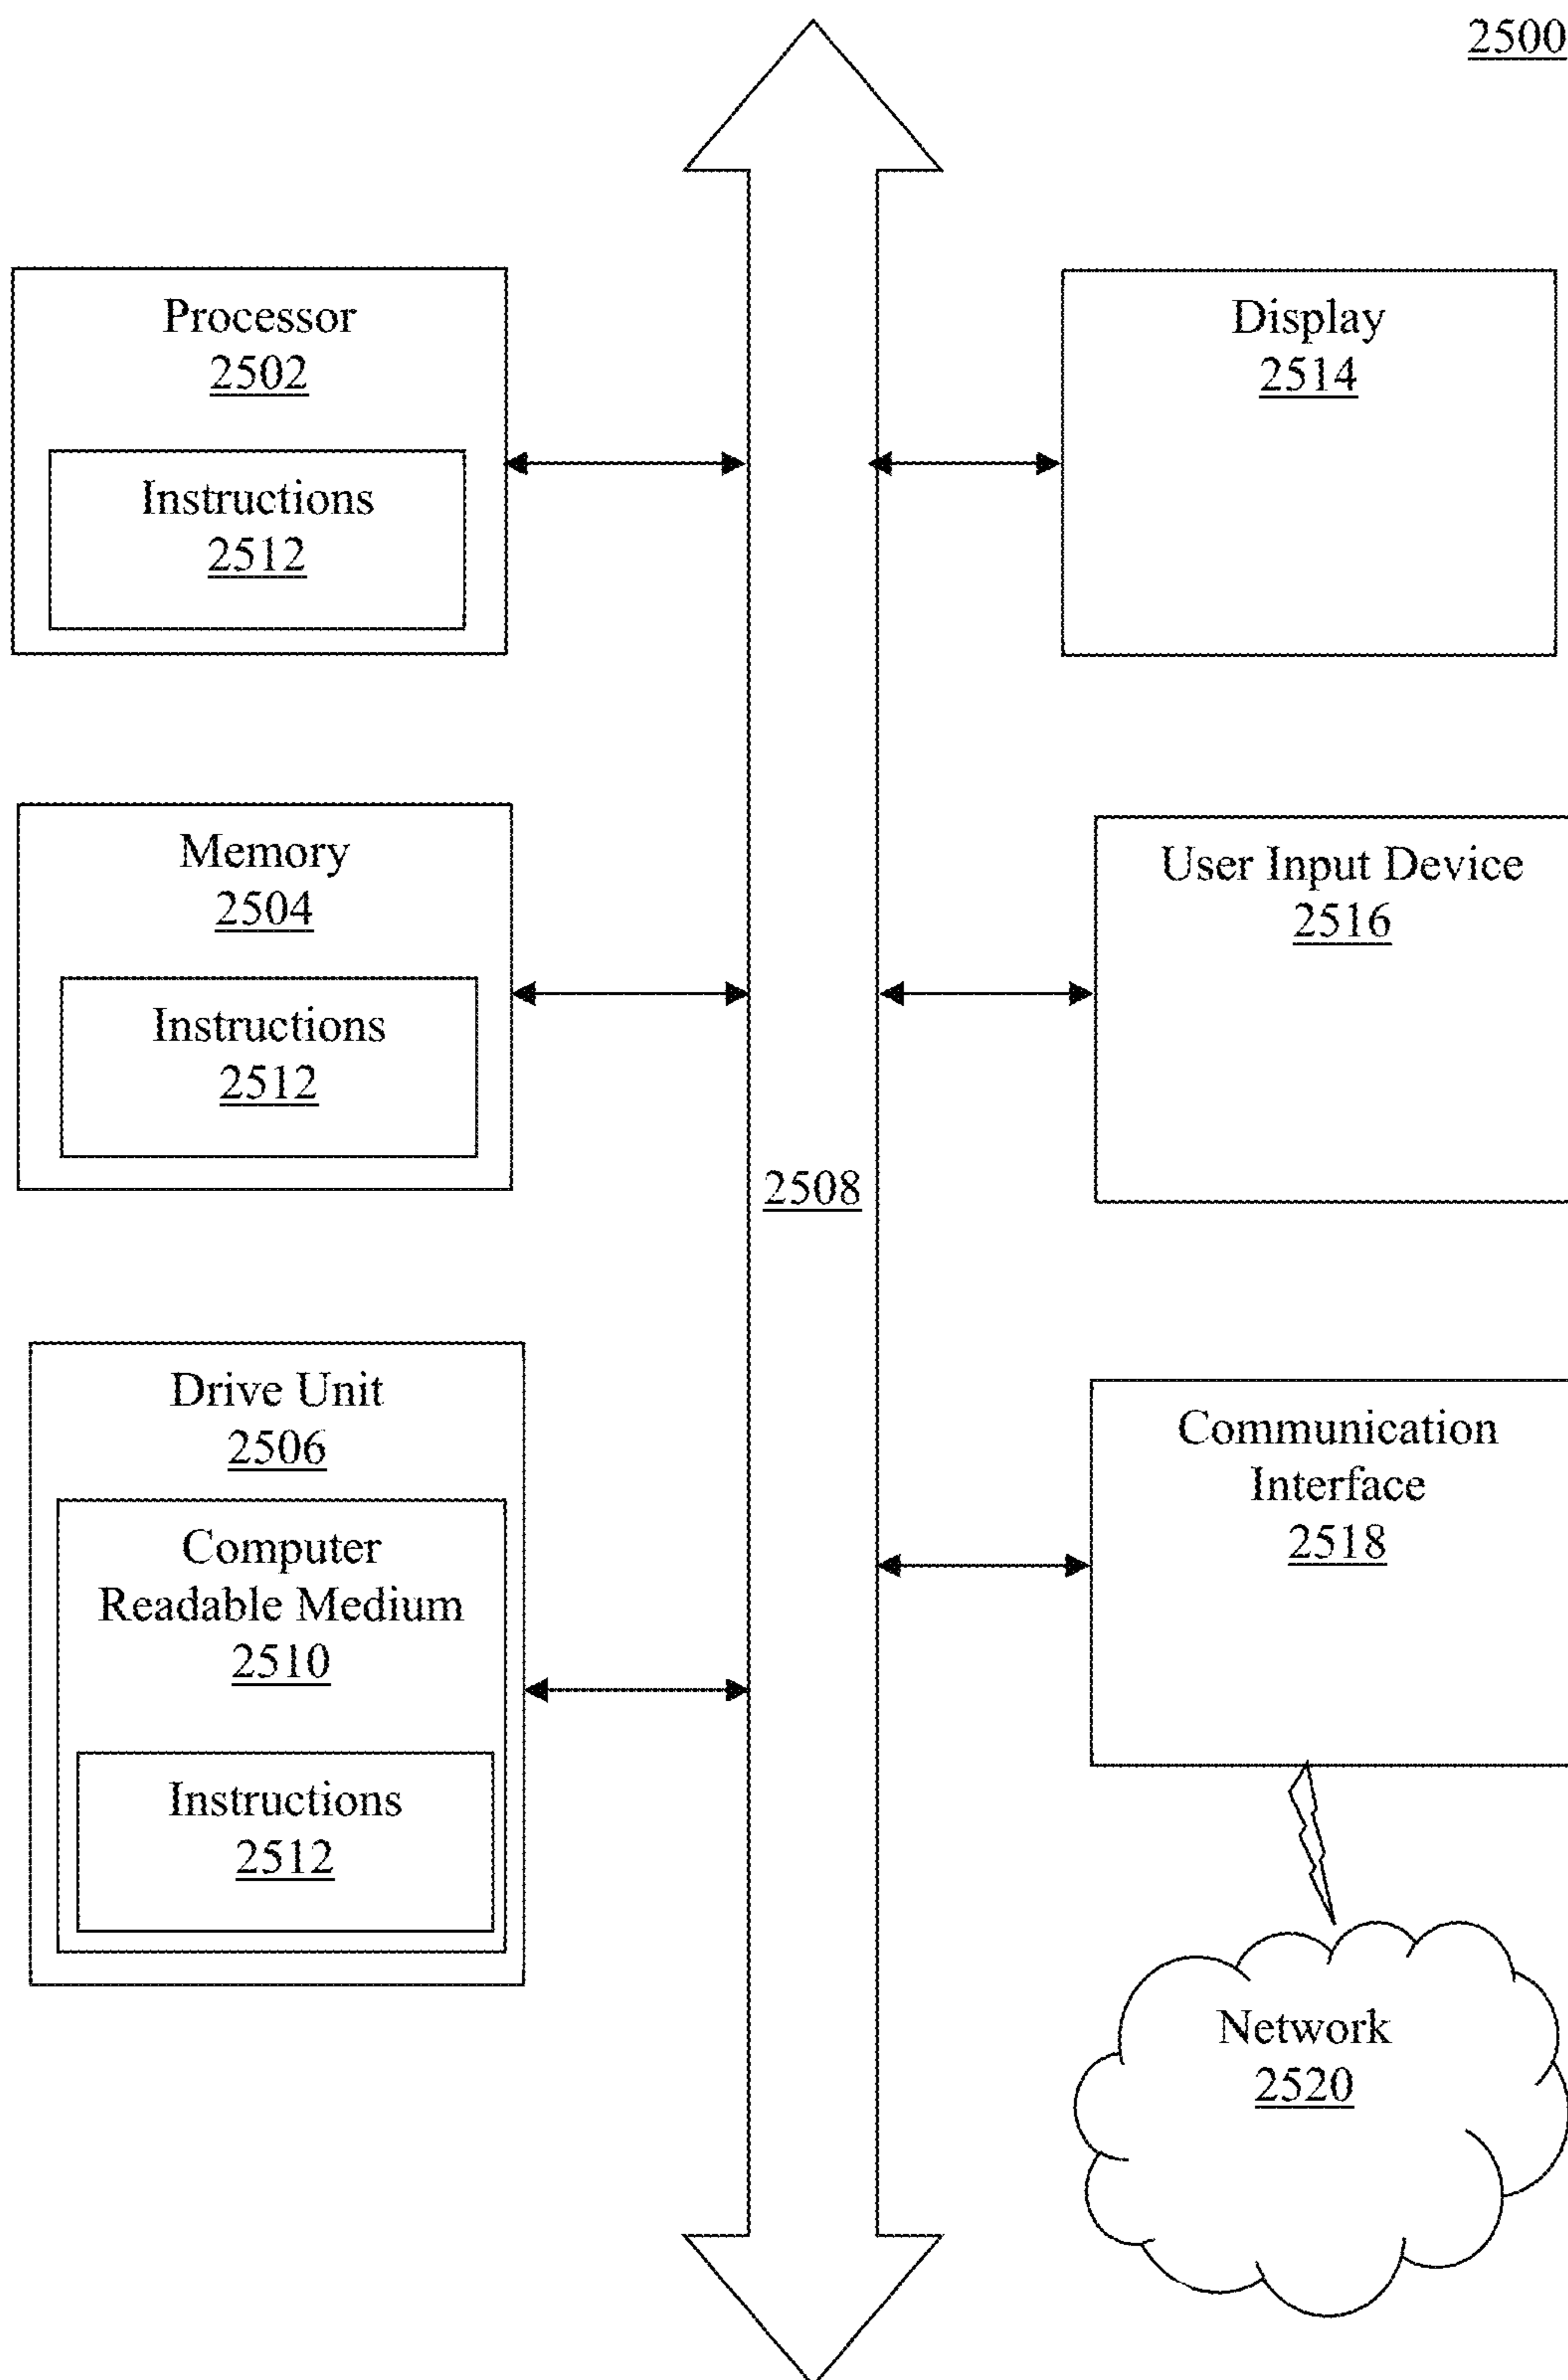 2500
Processor
2502
Instructions
2512
Memory
2504
Instructions
2512
Drive Unit
2506
Computer
Readable Medium
2510
Instructions
2512
2508
Display
2514
User Input Device
2516
Communication
Interface
2518
Network
2520